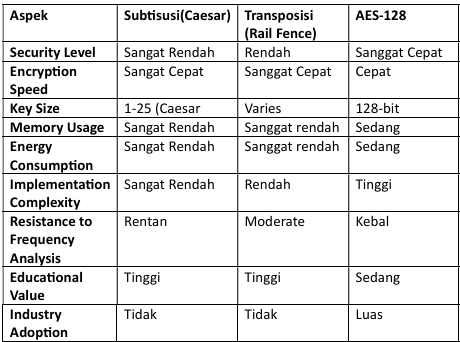 Aspek Subtisusi(Caesar) Transposisi (Rail Fence) AES-128
Security Level Sangat Rendah Rendah Sanggat Cepat
Encryption Speed Sangat Cepat Sanggat Cepat Cepat
Key Size 1-25 (Caesar Varies 128-bit
Memory Usage Sangat Rendah Sanggat rendah Sedang
Energy Consumption Sangat Rendah Sanggat rendah Sedang
Implementation Complexity Sangat Rendah Rendah Tinggi
Resistance to Frequency Analysis Rentan Moderate Kebal
Educational Value Tinggi Tinggi Sedang
Industry Adoption Tidak Tidak Luas